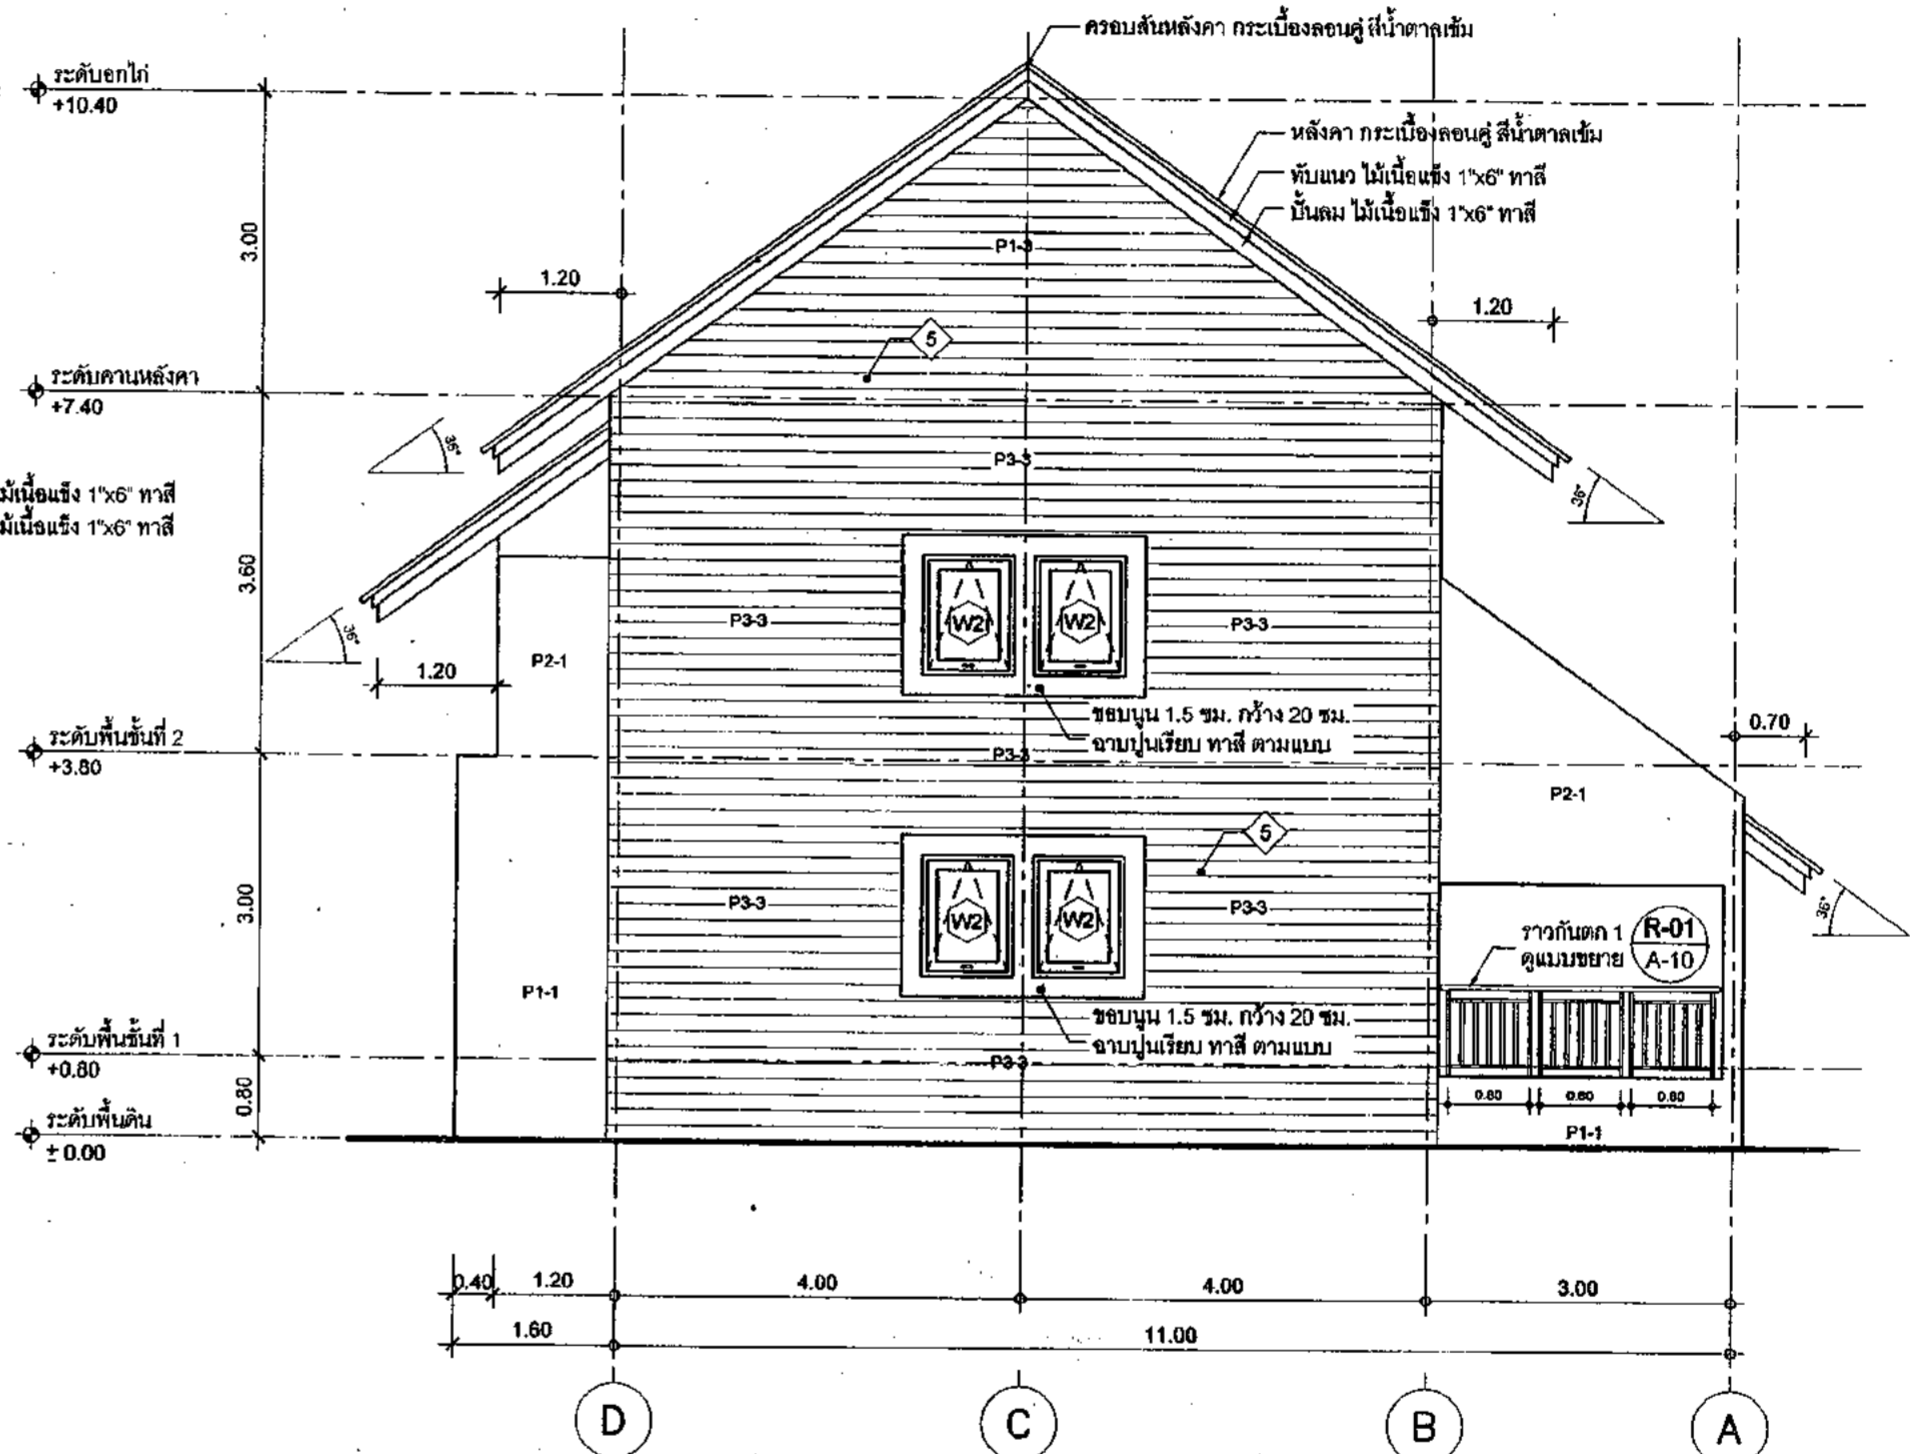 ครอบสันหลังคา กระเบื้องลอนคู่ สีน้ำตาลเข้ม
ระดับอกไก่
+10.40
หลังคา กระเบื้องลอนคู่ สีน้ำตาลเข้ม
ทับแนว ไม้เนื้อแข็ง 1"x6" ทาสี
ปั้นลม ไม้เนื้อแข็ง 1"x6" ทาสี
3.00
P1-3
1.20
1.20
5
ระดับคานหลังคา
+7.40
36°
P3-3
36°
ม้เนื้อแข็ง 1"x6" ทาสี
ม้เนื้อแข็ง 1"x6" ทาสี
3.60
36°
P3-3
W2
W2
P3-3
P2-1
1.20
ขอบนูน 1.5 ซม. กว้าง 20 ซม.
ฉาบปูนเรียบ ทาสี ตามแบบ
0.70
ระดับพื้นชั้นที่ 2
+3.80
P3-3
P2-1
5
3.00
P3-3
W2
W2
P3-3
36°
ราวกันตก 1
ดูแบบขยาย
R-01
A-10
P1-1
ขอบนูน 1.5 ซม. กว้าง 20 ซม.
ฉาบปูนเรียบ ทาสี ตามแบบ
ระดับพื้นชั้นที่ 1
+0.80
P3-3
0.80
0.80
0.80
0.80
ระดับพื้นดิน
± 0.00
P1-1
0.40
1.20
4.00
4.00
3.00
1.60
11.00
D
C
B
A